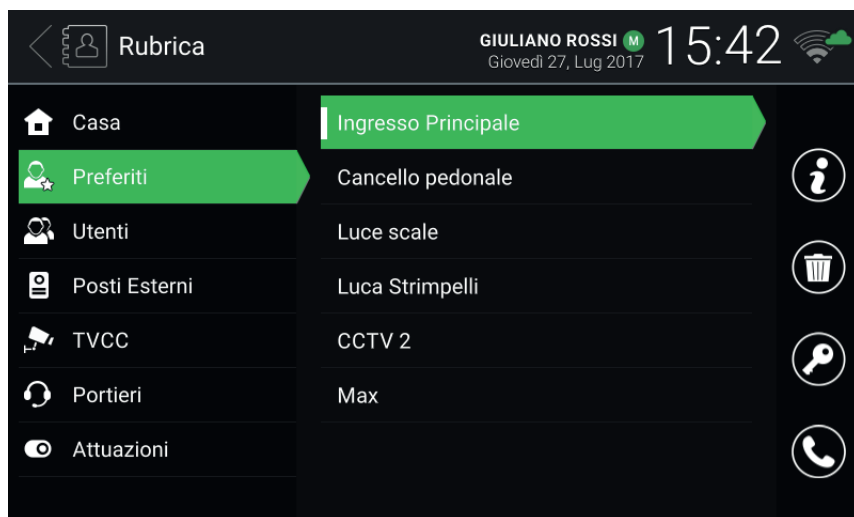 Rubrica
GIULIANO ROSSI M
Giovedì 27, Lug 2017
15:42
Casa
Preferiti
Utenti
Posti Esterni
TVCC
Portieri
Attuazioni
Ingresso Principale
Cancello pedonale
Luce scale
Luca Strimpelli
CCTV 2
Max
i